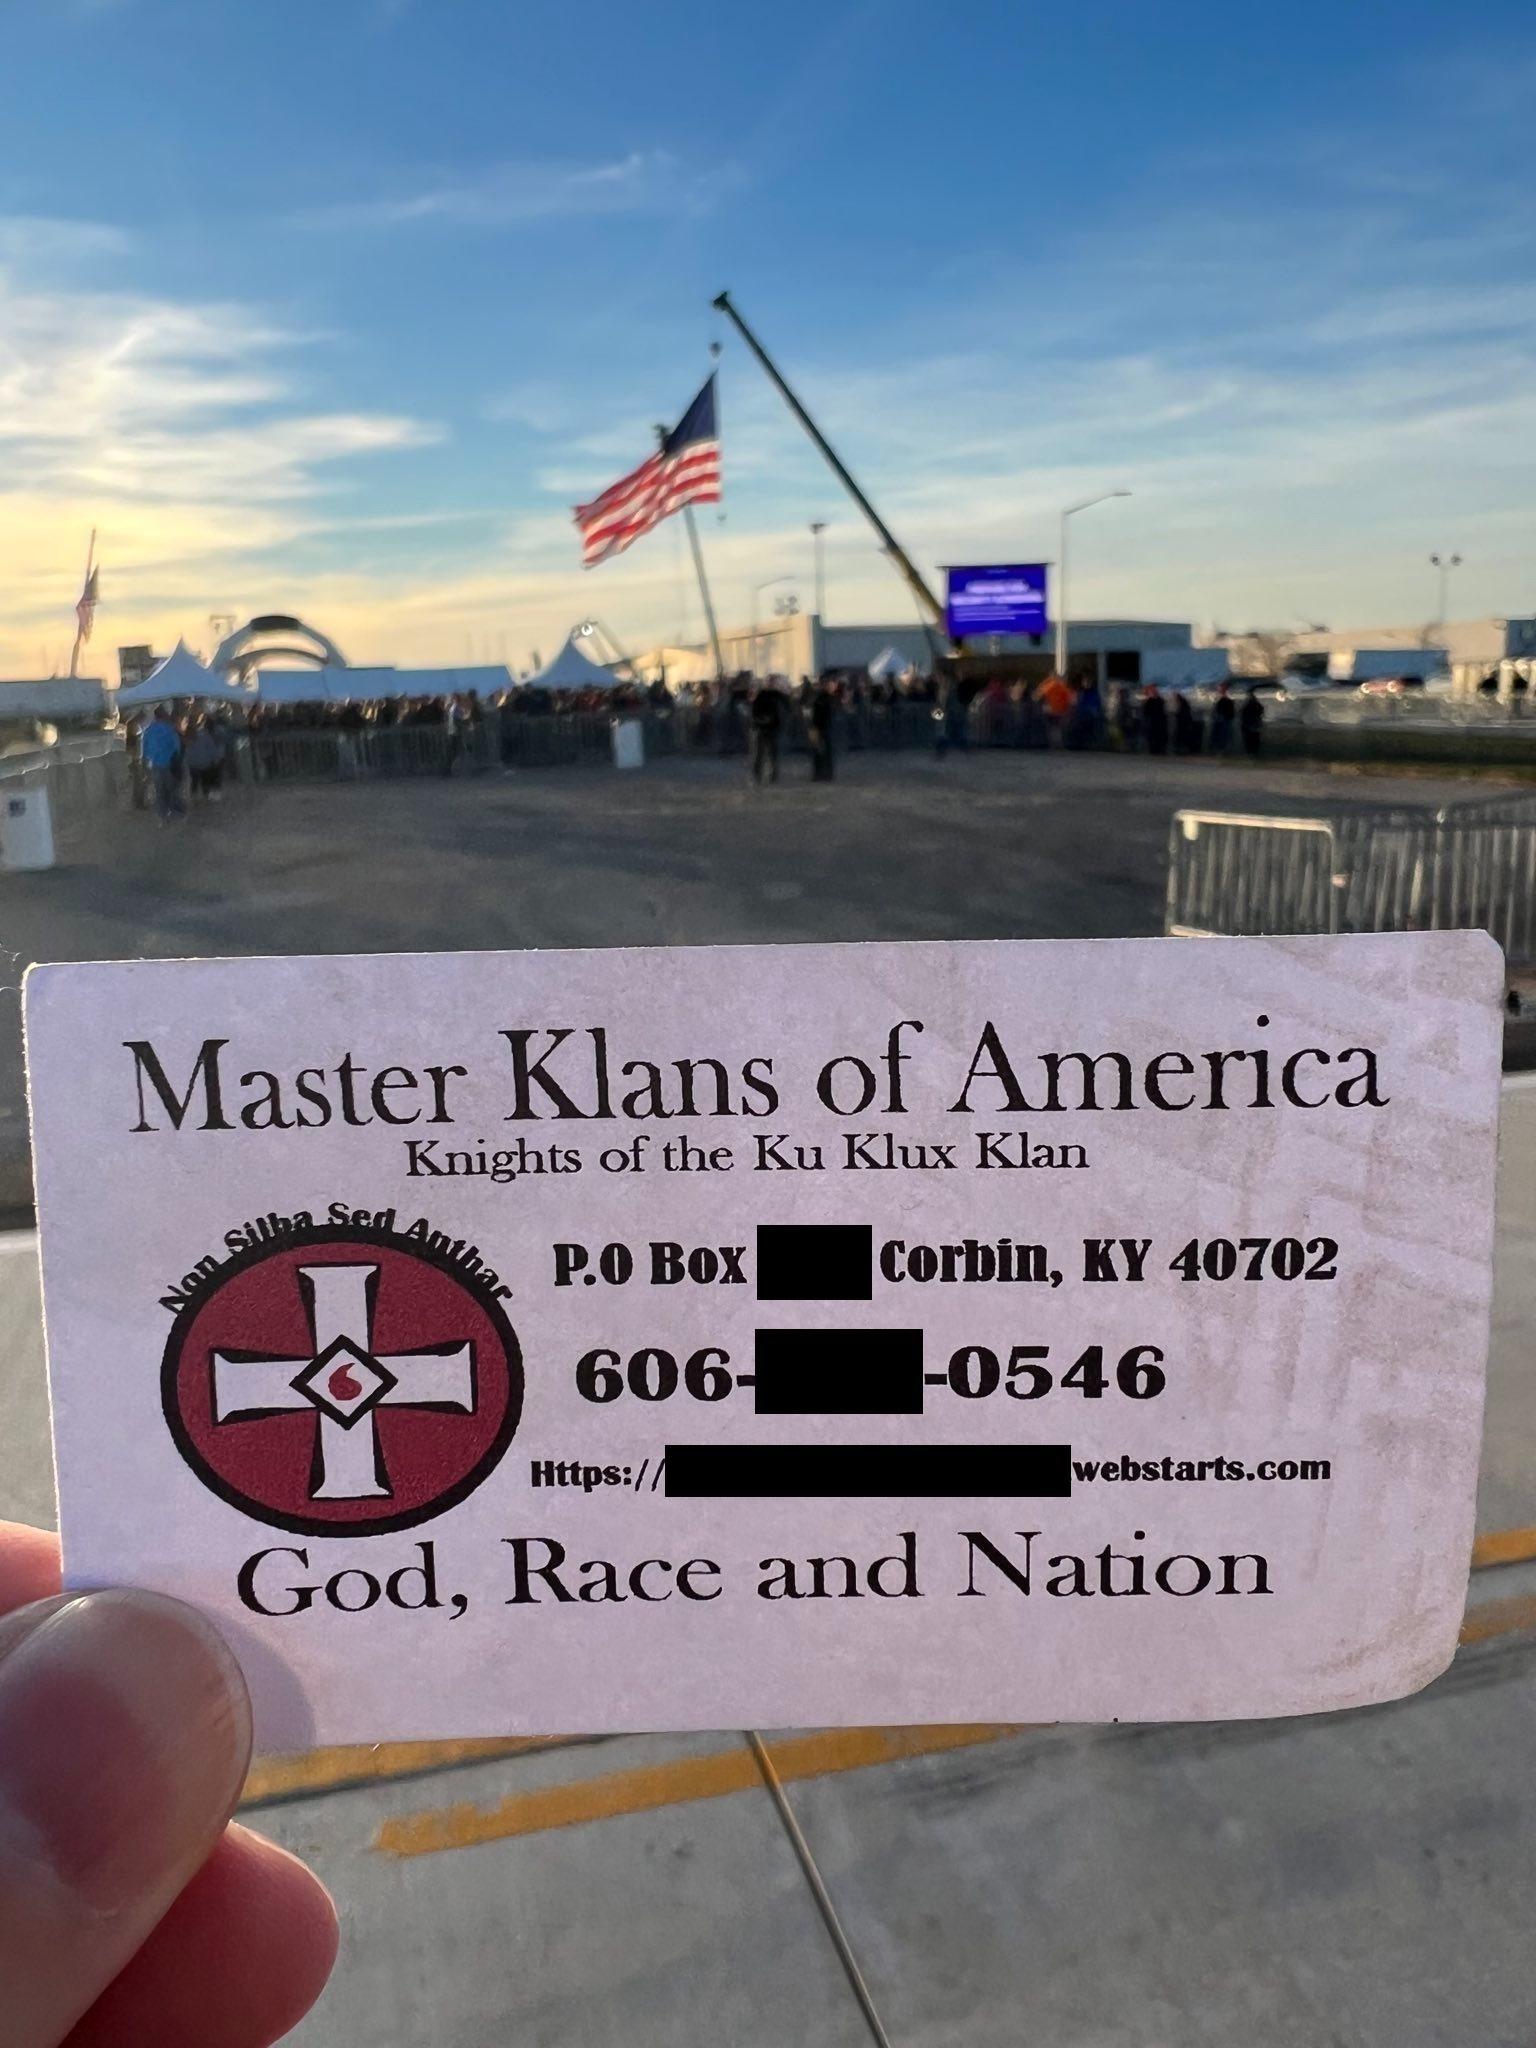 Master Klans of America
Knights of the Ku Klux Klan
Non Silba Sed Anthar
P.O Box Corbin, KY 40702
606- -0546
Https:// webstarts.com
God, Race and Nation